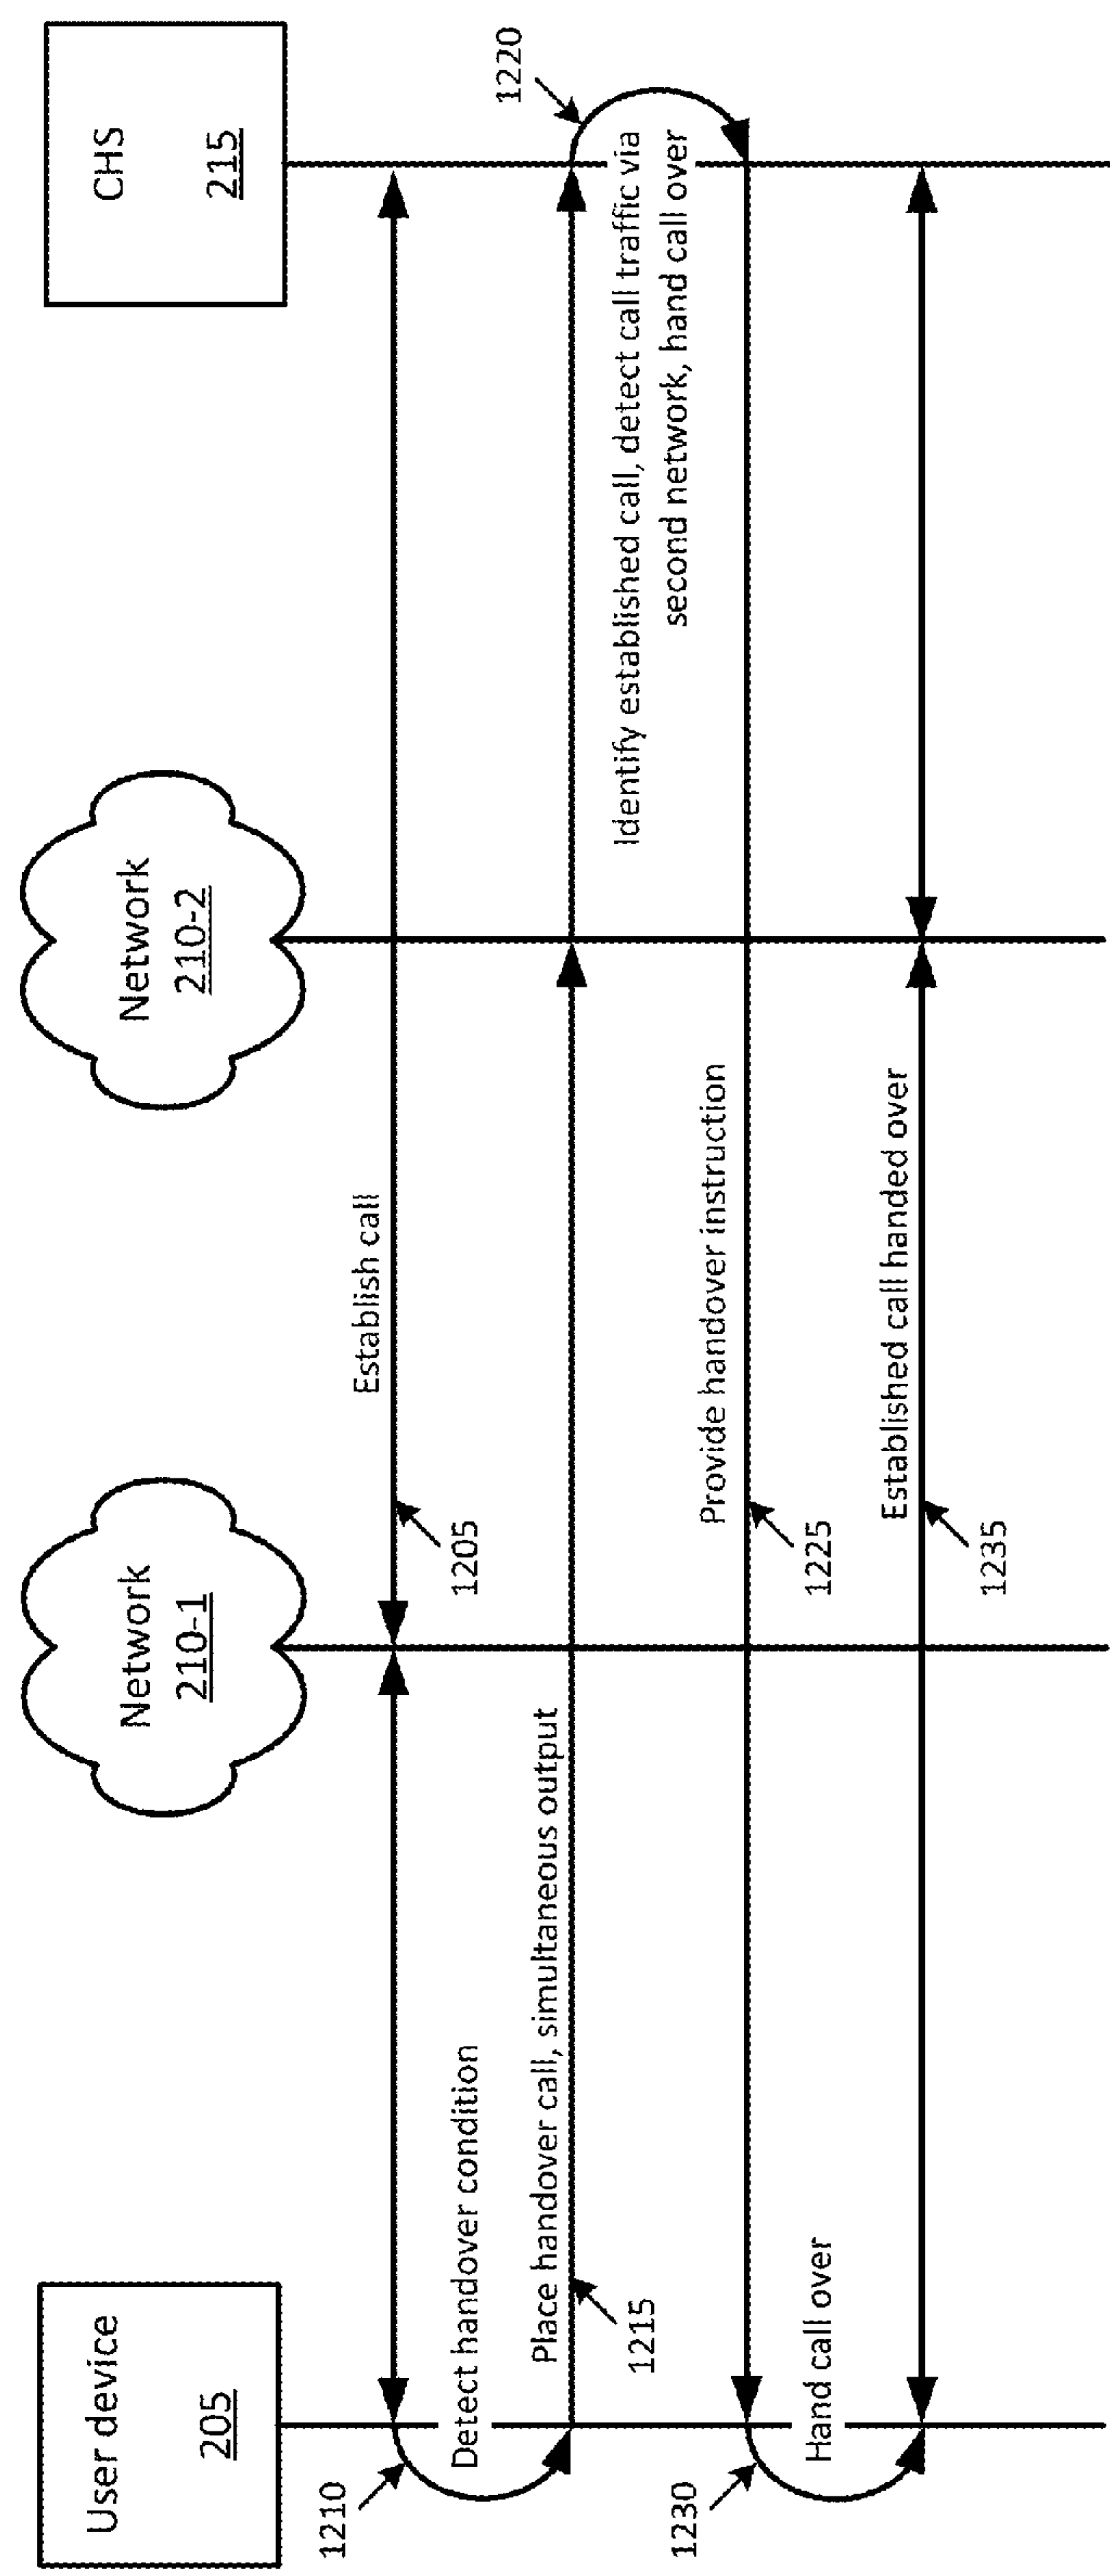 User device
205
Network
210-1
Network
210-2
CHS
215
Establish call
1205
1210
Detect handover condition
Place handover call, simultaneous output
1215
1220
Identify established call, detect call traffic via
second network, hand call over
Provide handover instruction
1225
1230
Hand call over
Established call handed over
1235